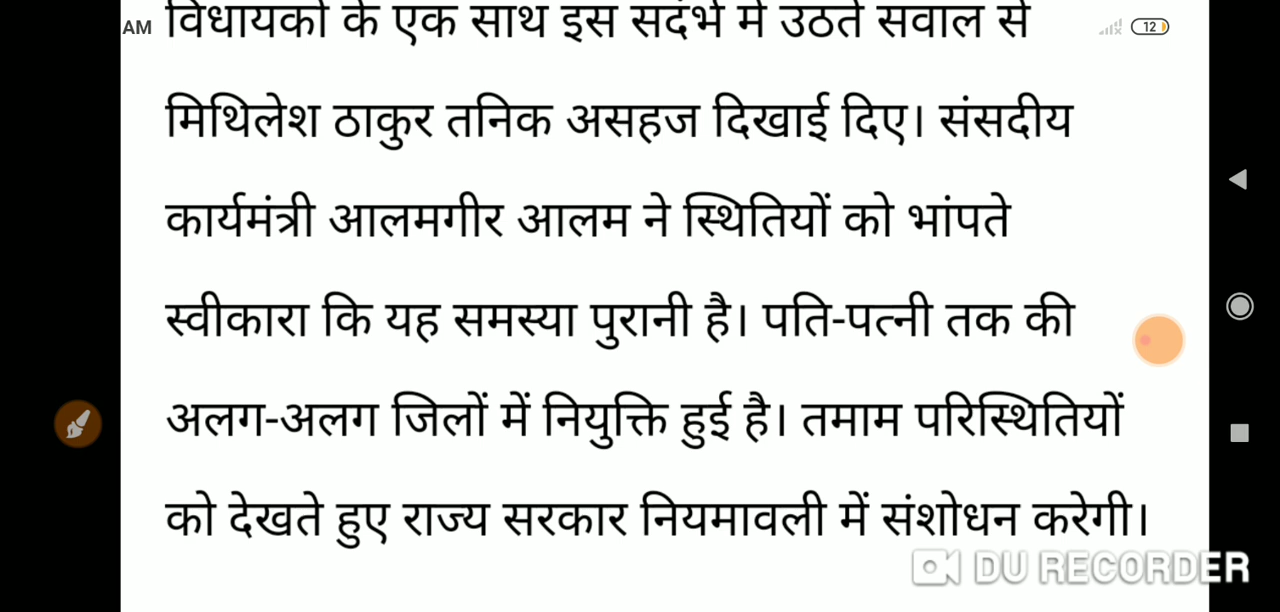 AM विधायकों के एक साथ इस संदर्भ में उठते सवाल से 12
मिथिलेश ठाकुर तनिक असहज दिखाई दिए। संसदीय
कार्यमंत्री आलमगीर आलम ने स्थितियों को भांपते
स्वीकारा कि यह समस्या पुरानी है। पति-पत्नी तक की
अलग-अलग जिलों में नियुक्ति हुई है। तमाम परिस्थितियों
को देखते हुए राज्य सरकार नियमावली में संशोधन करेगी।
DU RECORDER